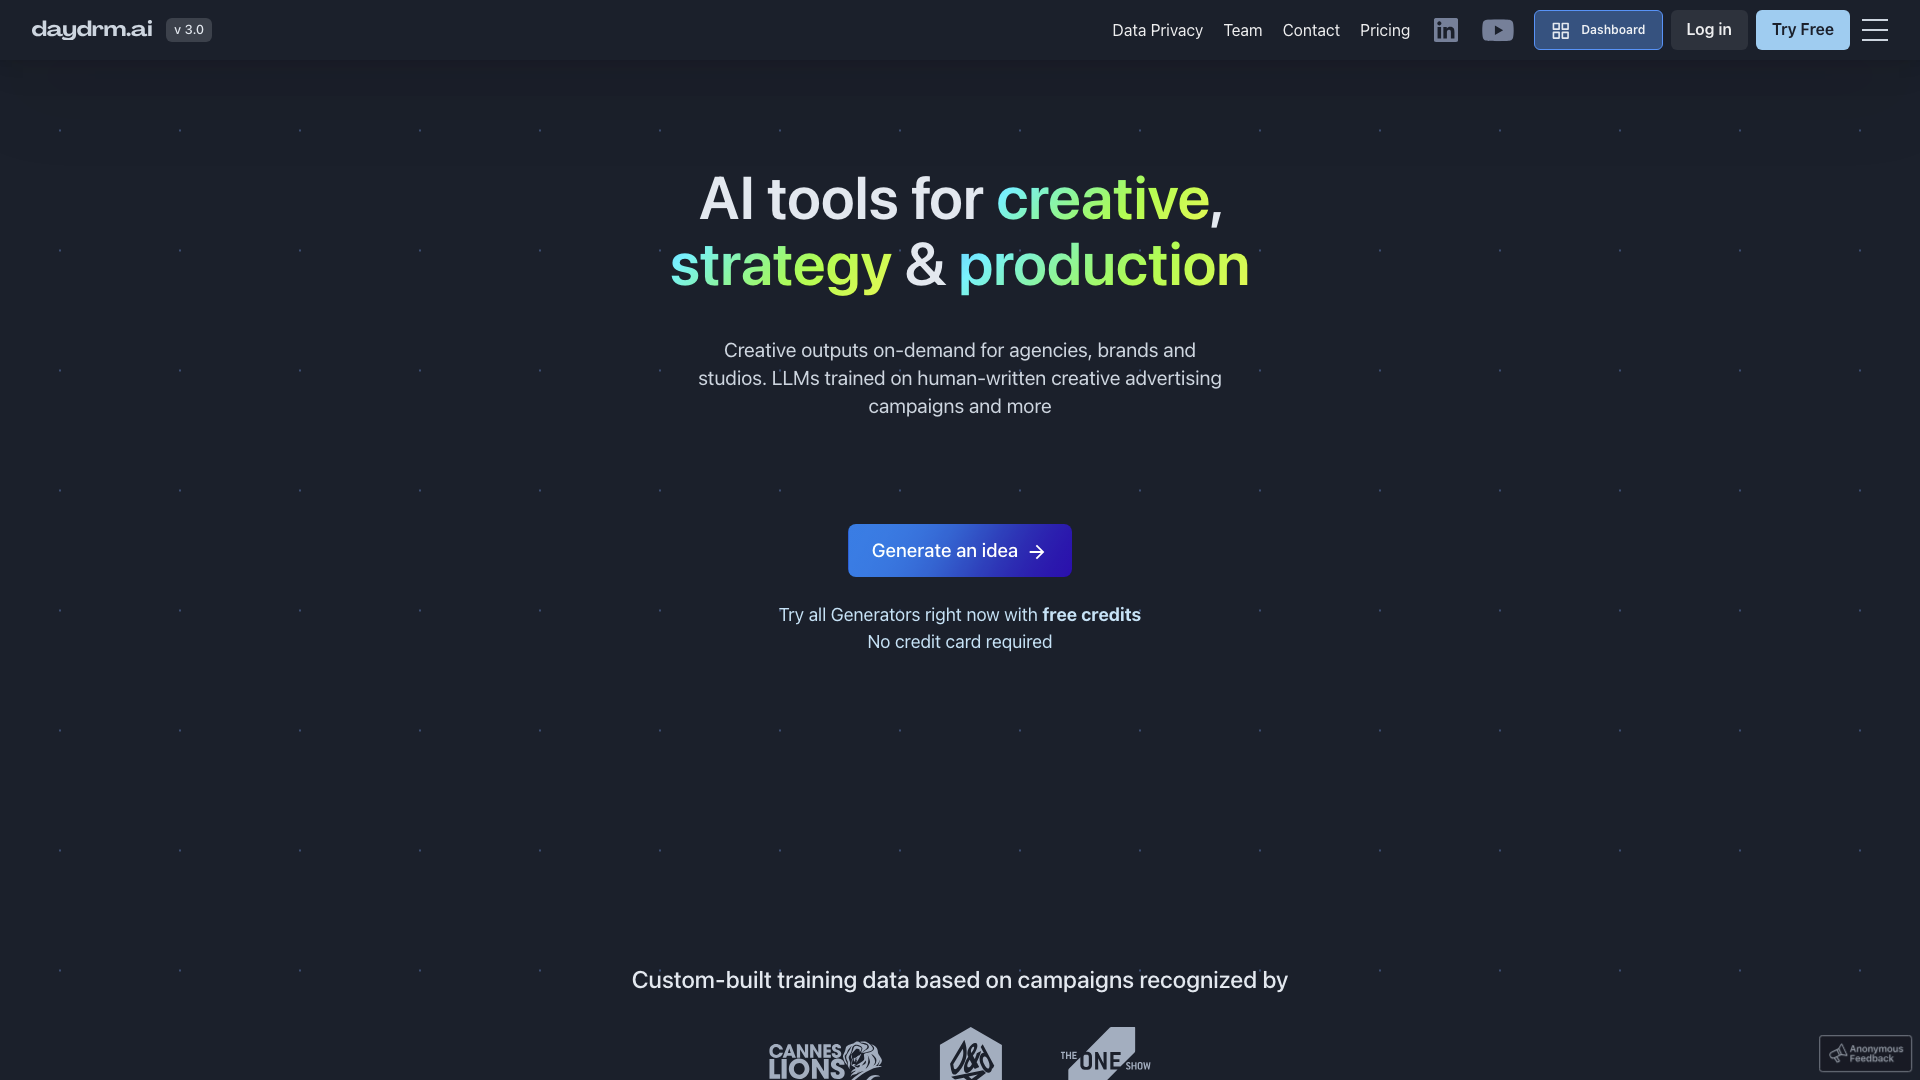 daydrm.ai
v 3.0
Data Privacy
Team
Contact
Pricing
Dashboard
Log in
Try Free
AI tools for creative,
strategy & production
Creative outputs on-demand for agencies, brands and
studios. LLMs trained on human-written creative advertising
campaigns and more
Generate an idea →
Try all Generators right now with free credits
No credit card required
Custom-built training data based on campaigns recognized by
CANNES
LIONS
D&AD
THE ONE SHOW
Anonymous
Feedback